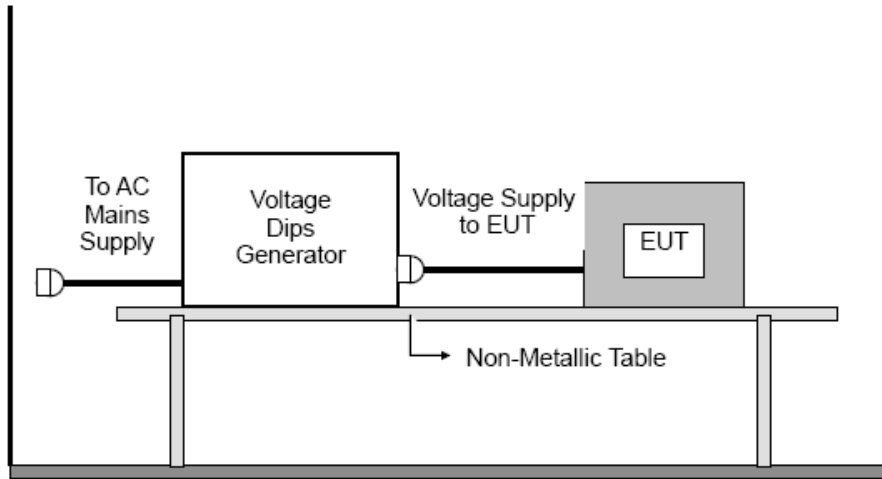 To AC
Mains
Supply
Voltage
Dips
Generator
Voltage Supply
to EUT
EUT
Non-Metallic Table